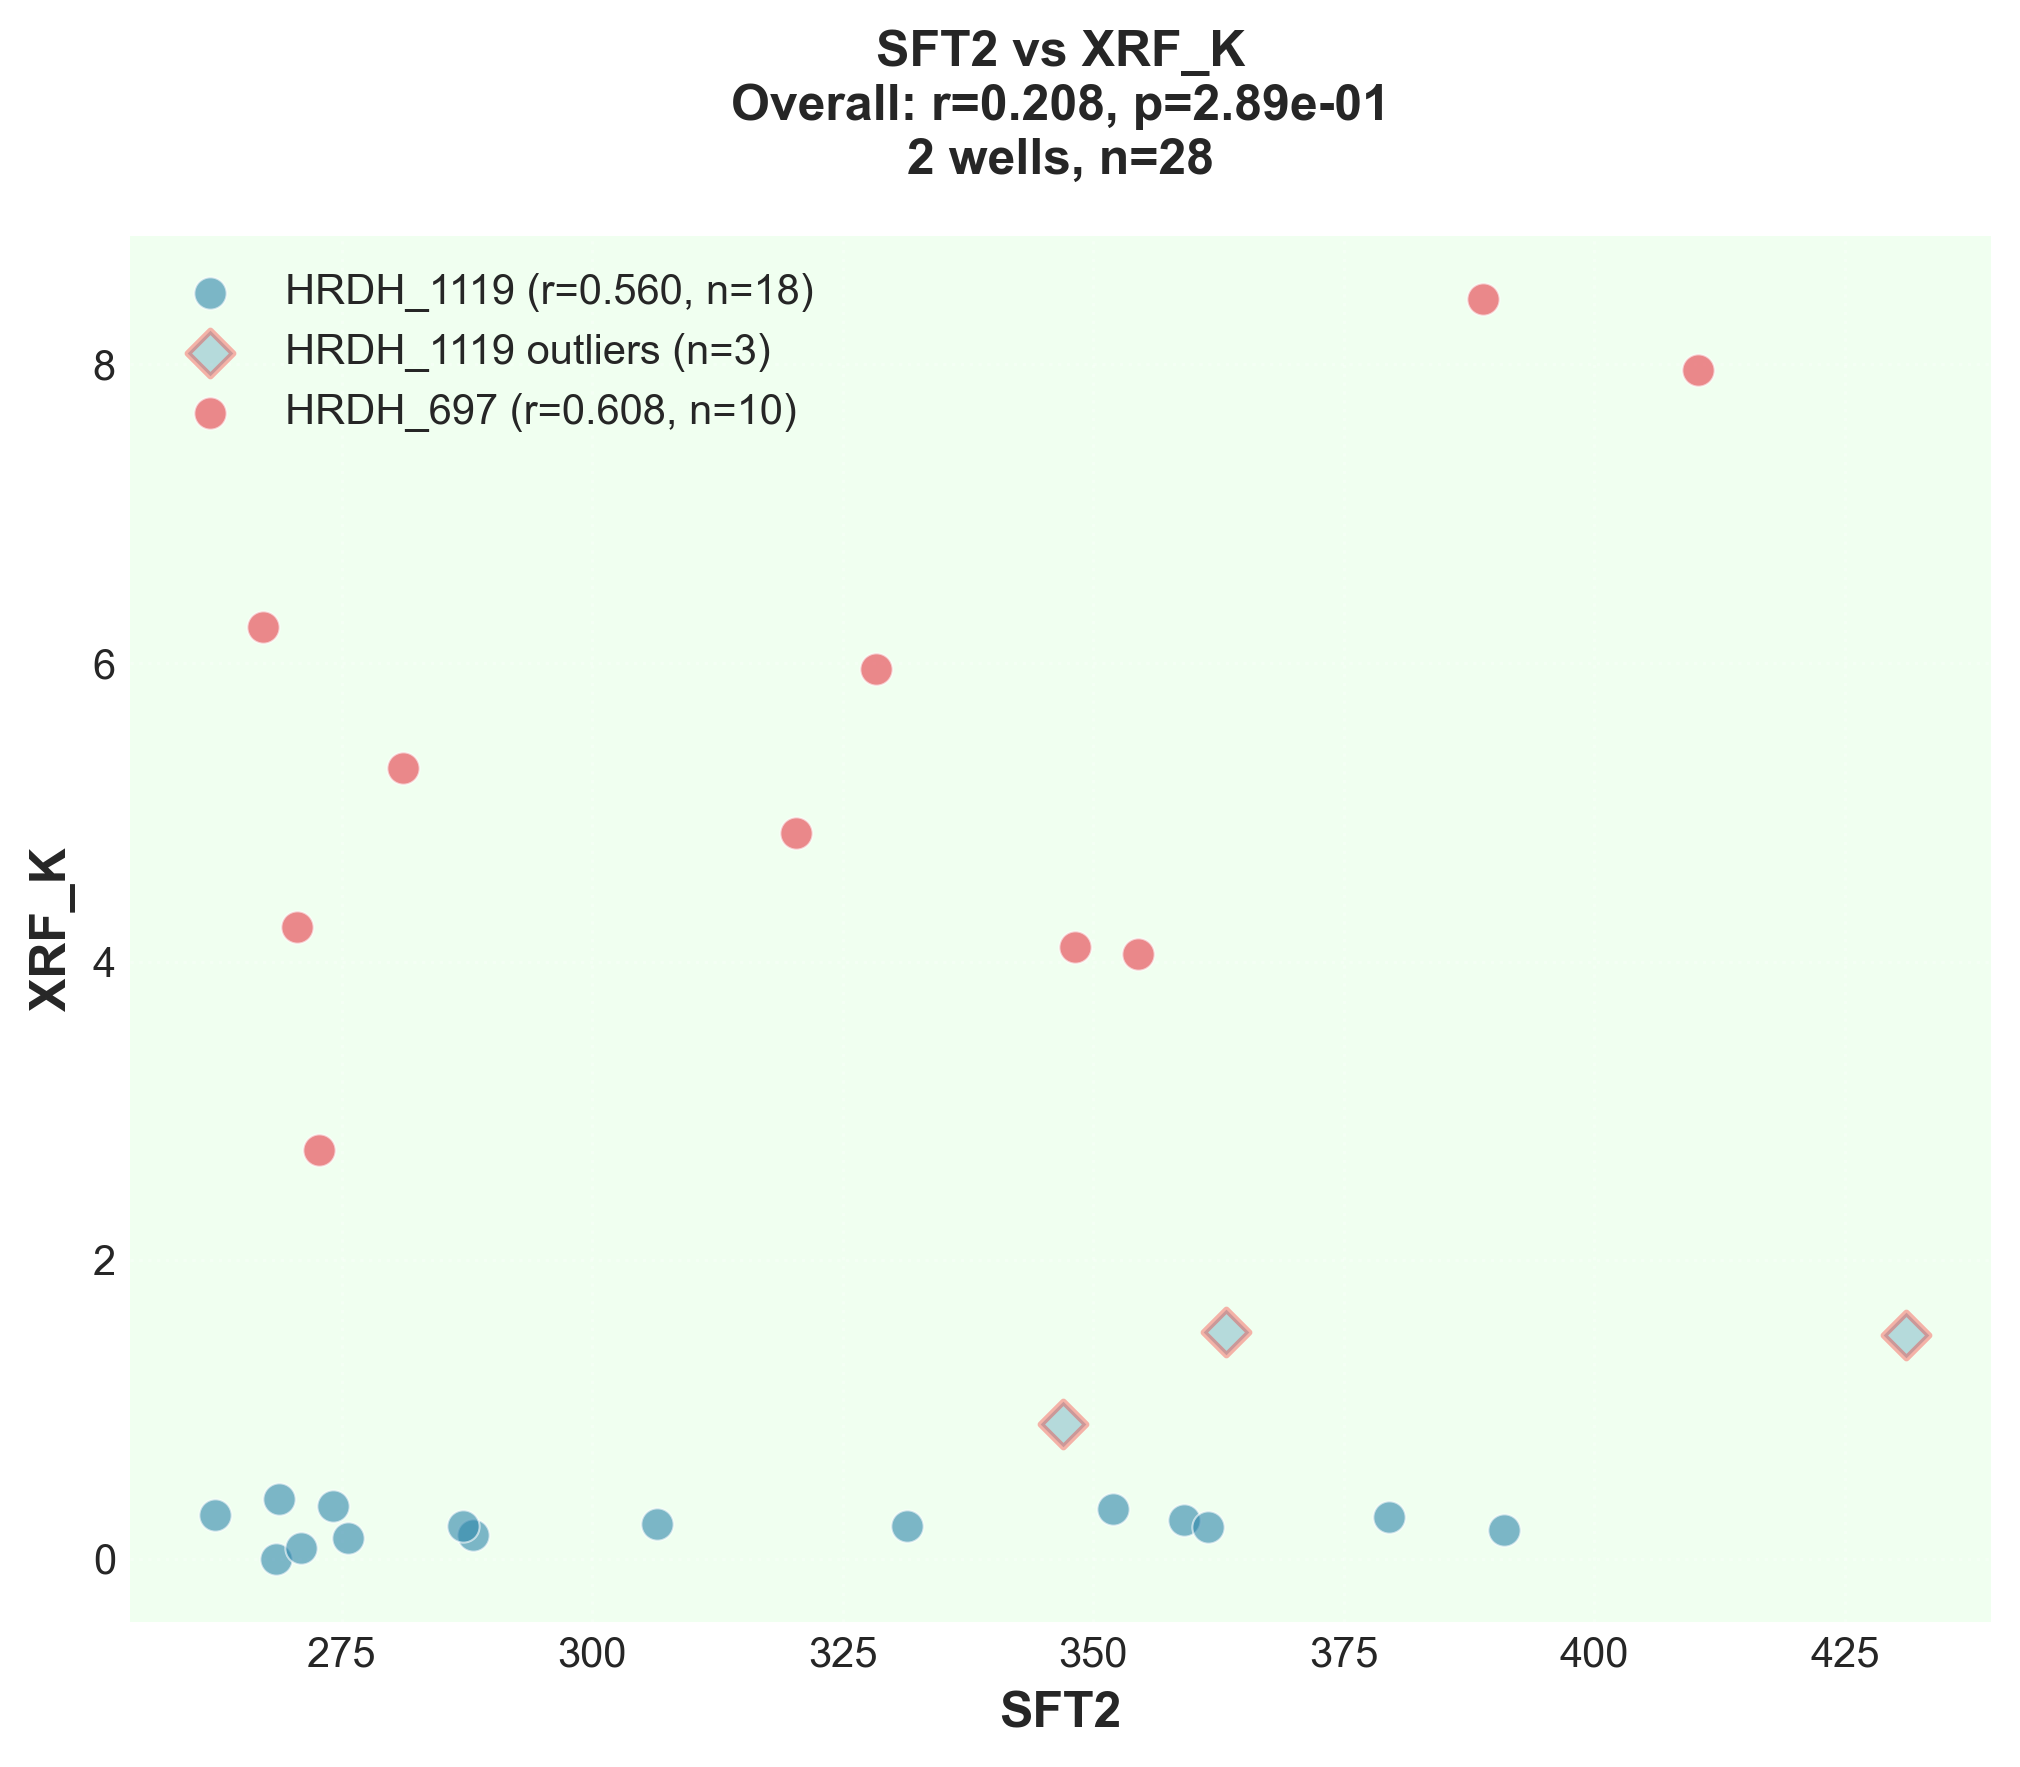 SFT2 vs XRF_K
Overall: r=0.208, p=2.89e-01
2 wells, n=28
HRDH_1119 (r=0.560, n=18)
HRDH_1119 outliers (n=3)
HRDH_697 (r=0.608, n=10)
8
6
4
2
0
XRF_K
275 300 325 350 375 400 425
SFT2